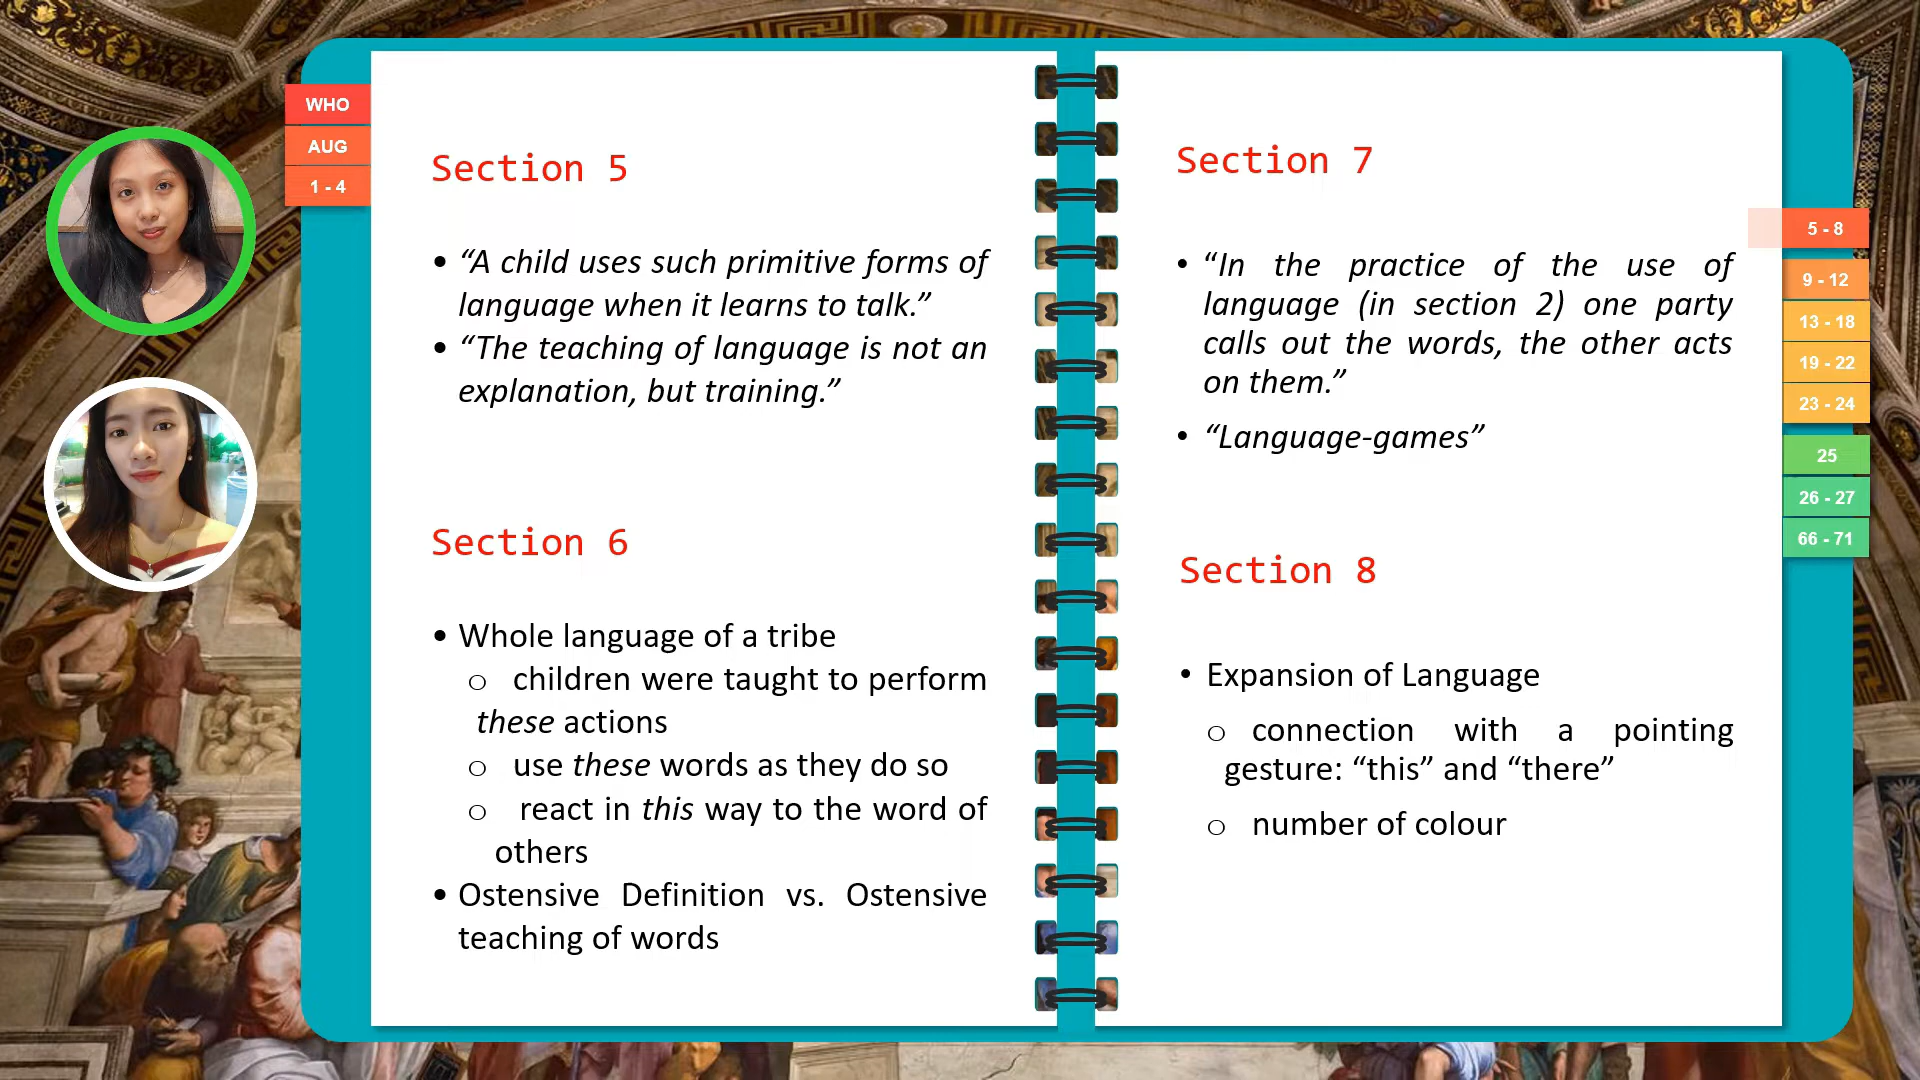 WHO
AUG
1 - 4
Section 5
• “A child uses such primitive forms of
language when it learns to talk.”
• “The teaching of language is not an
explanation, but training.”
Section 6
• Whole language of a tribe
o children were taught to perform
these actions
o use these words as they do so
o react in this way to the word of
others
• Ostensive Definition vs. Ostensive
teaching of words
Section 7
• “In the practice of the use of
language (in section 2) one party
calls out the words, the other acts
on them.”
• “Language-games”
Section 8
• Expansion of Language
o connection with a pointing
gesture: “this” and “there”
o number of colour
5 - 8
9 - 12
13 - 18
19 - 22
23 - 24
25
26 - 27
66 - 71